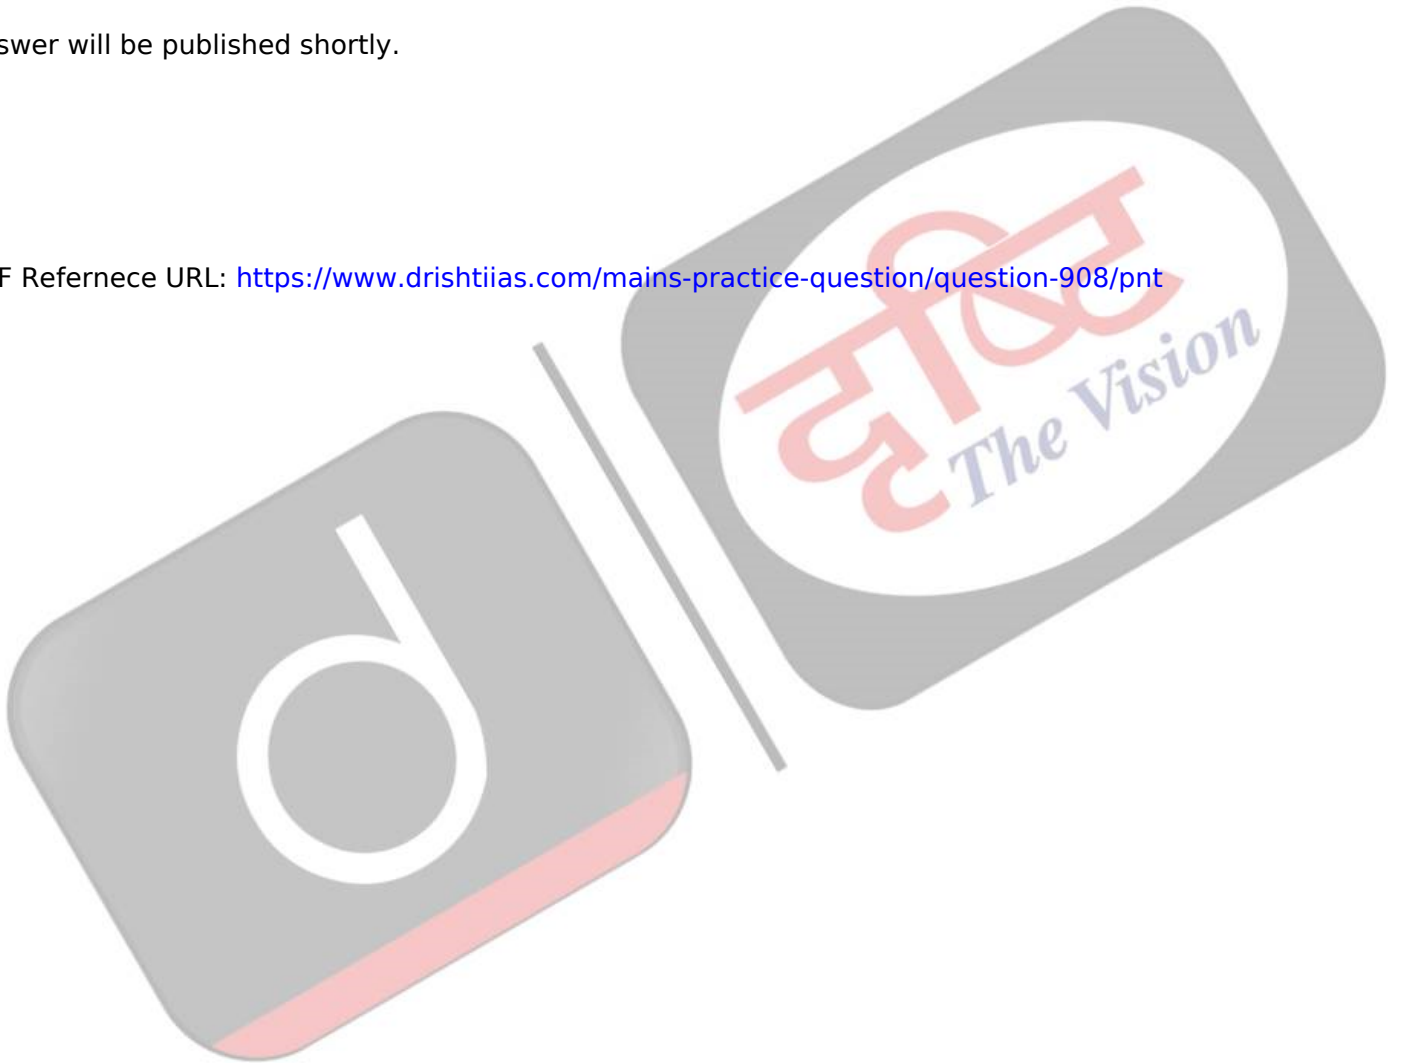 swer will be published shortly.
F Refernece URL: https://www.drishtiias.com/mains-practice-question/question-908/pnt
दृष्टि
The Vision
d